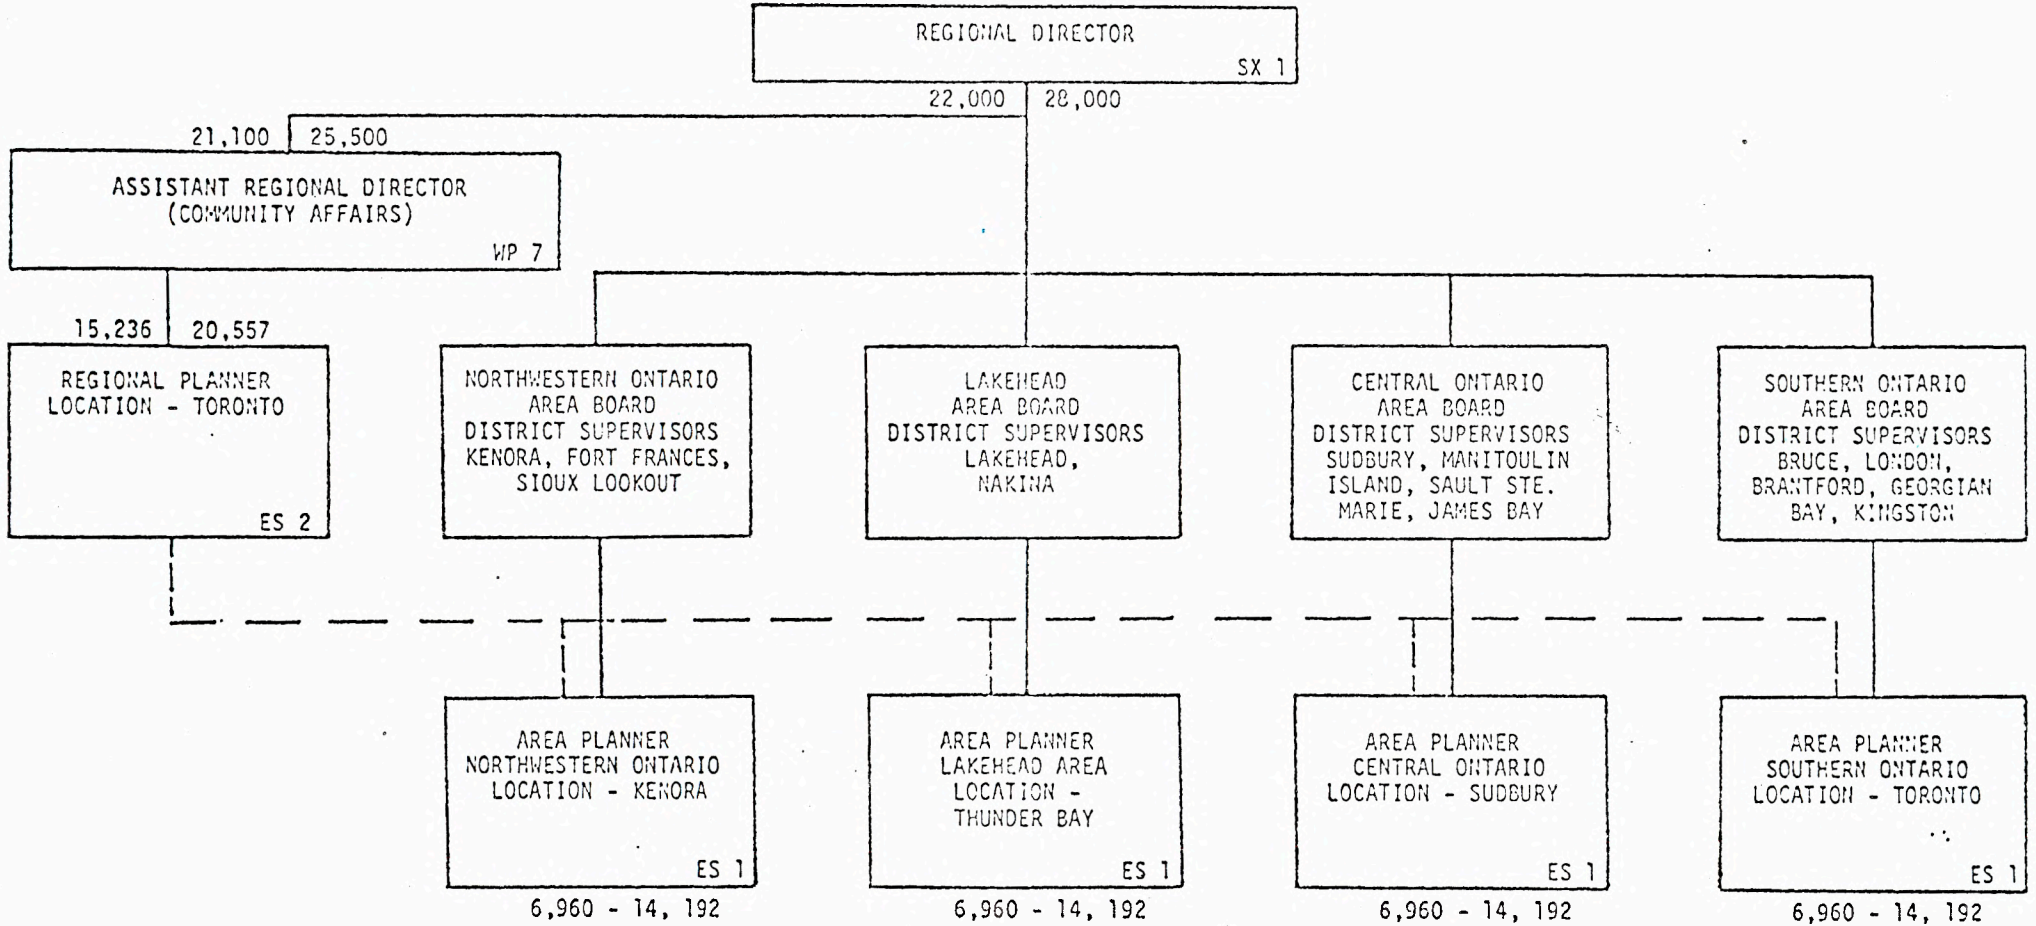 REGIONAL DIRECTOR
SX 1
22,000 28,000
21,100 25,500
ASSISTANT REGIONAL DIRECTOR
(COMMUNITY AFFAIRS)
WP 7
15,236 20,557
REGIONAL PLANNER
LOCATION - TORONTO
ES 2
NORTHWESTERN ONTARIO
AREA BOARD
DISTRICT SUPERVISORS
KENORA, FORT FRANCES,
SIOUX LOOKOUT
LAKEHEAD
AREA BOARD
DISTRICT SUPERVISORS
LAKEHEAD,
NAKINA
CENTRAL ONTARIO
AREA BOARD
DISTRICT SUPERVISORS
SUDBURY, MANITOULIN
ISLAND, SAULT STE.
MARIE, JAMES BAY
SOUTHERN ONTARIO
AREA BOARD
DISTRICT SUPERVISORS
BRUCE, LONDON,
BRANTFORD, GEORGIAN
BAY, KINGSTON
AREA PLANNER
NORTHWESTERN ONTARIO
LOCATION - KENORA
ES 1
6,960 - 14, 192
AREA PLANNER
LAKEHEAD AREA
LOCATION -
THUNDER BAY
ES 1
6,960 - 14, 192
AREA PLANNER
CENTRAL ONTARIO
LOCATION - SUDBURY
ES 1
6,960 - 14, 192
AREA PLANNER
SOUTHERN ONTARIO
LOCATION - TORONTO
ES 1
6,960 - 14, 192